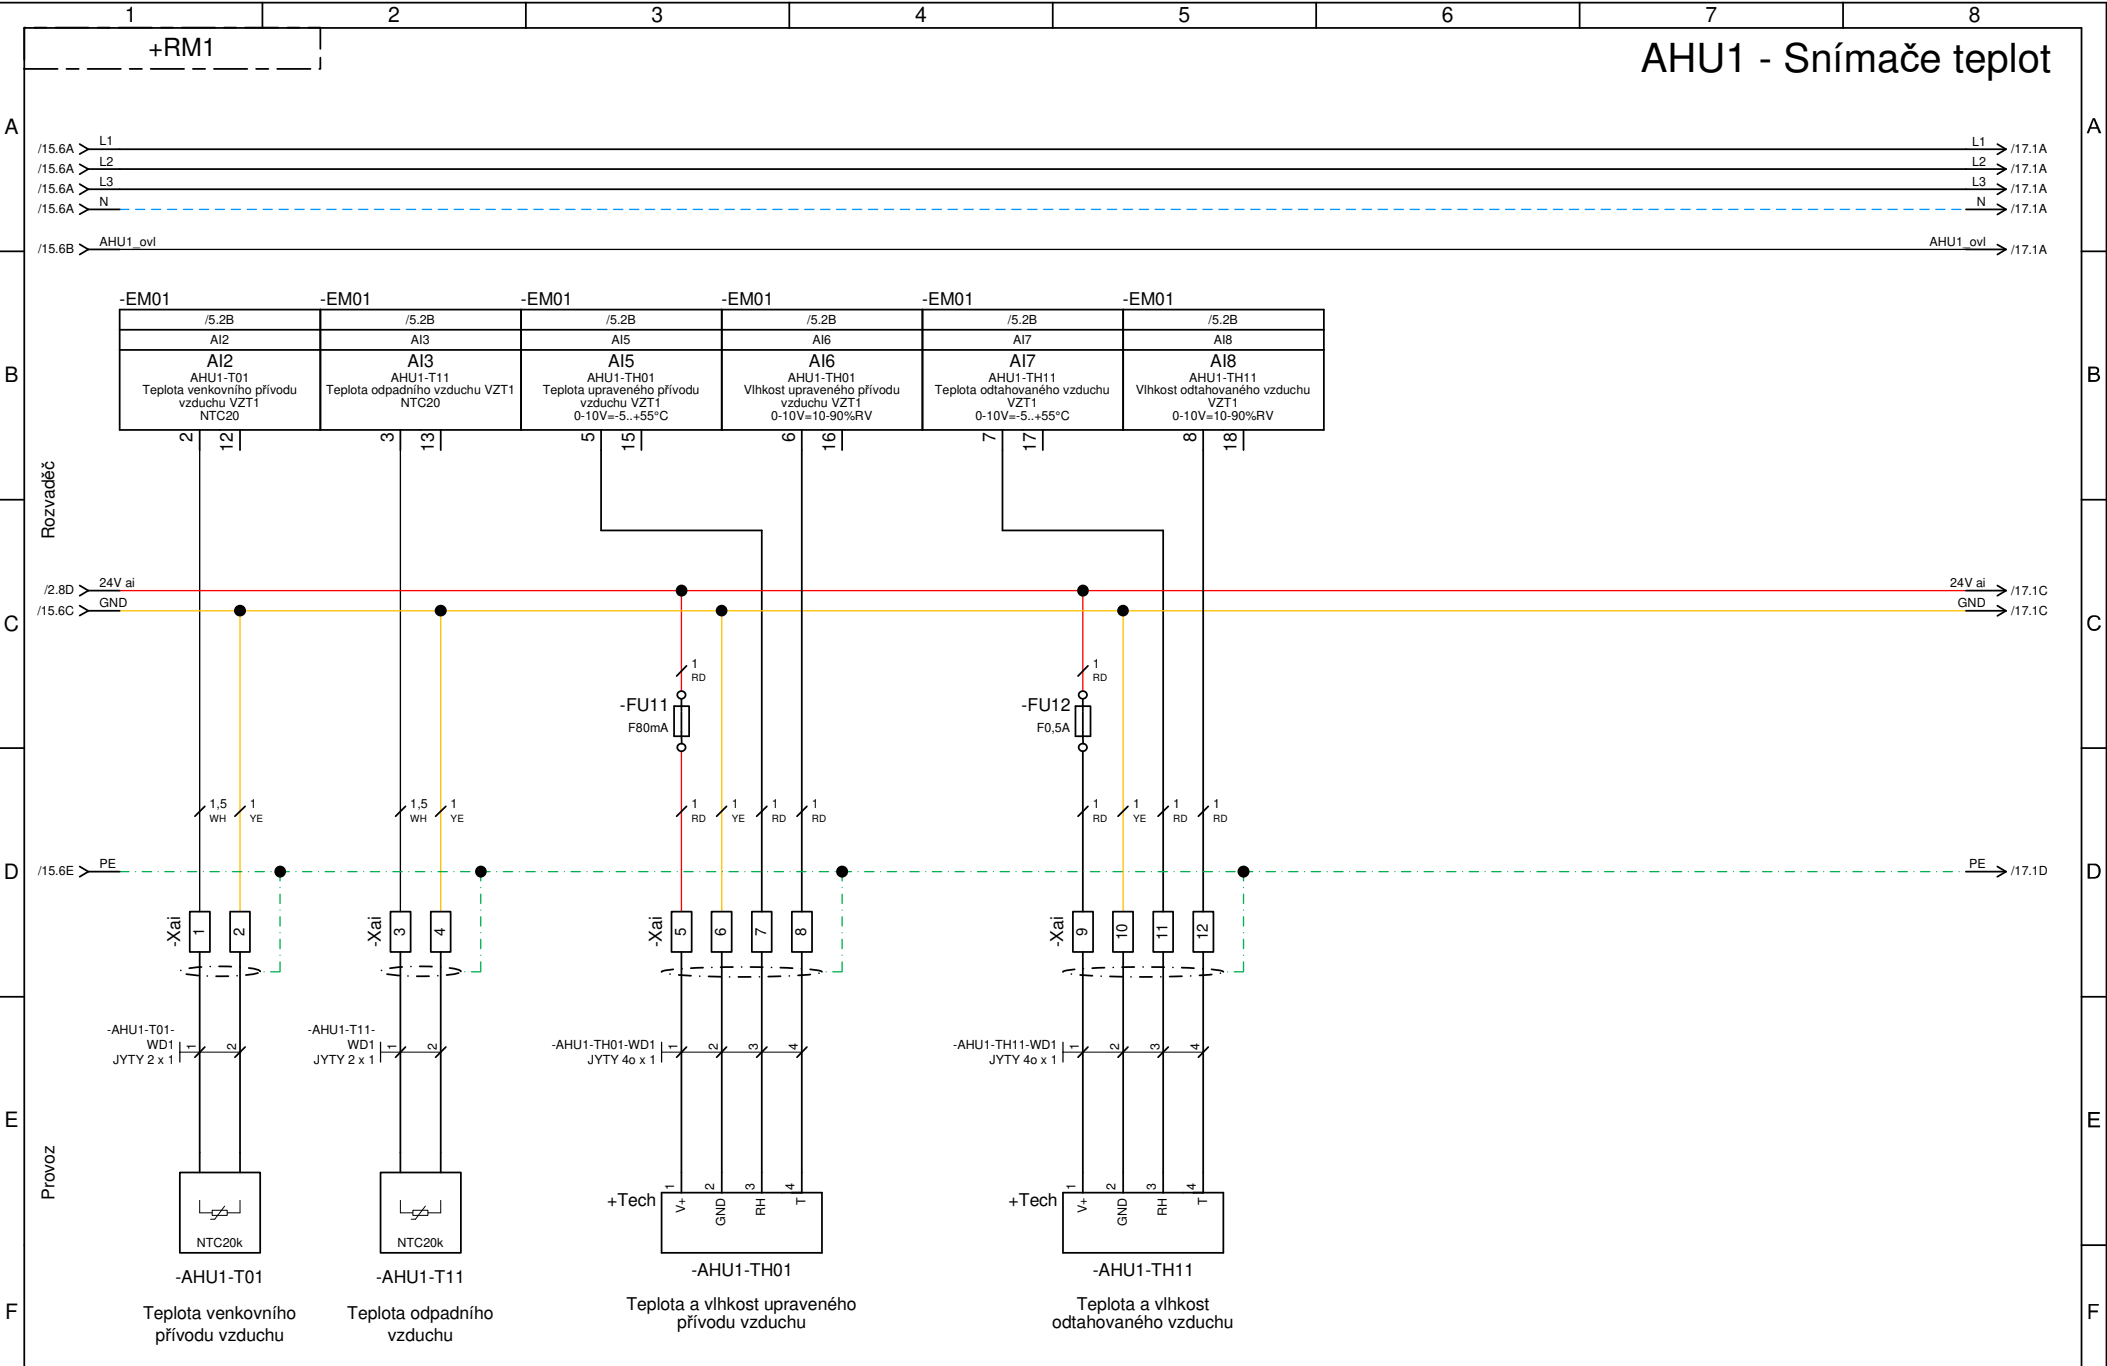 1 2 3 4 5 6 7 8
+RM1
AHU1 - Snímače teplot
A A
/15.6A L1 L1 /17.1A
/15.6A L2 L2 /17.1A
/15.6A L3 L3 /17.1A
/15.6A N N /17.1A
/15.6B AHU1_ovl AHU1_ovl /17.1A
-EM01 -EM01 -EM01 -EM01 -EM01 -EM01
/5.2B /5.2B /5.2B /5.2B /5.2B /5.2B
AI2 AI3 AI5 AI6 AI7 AI8
B B
AI2
AHU1-T01
Teplota venkovního přívodu
vzduchu VZT1
NTC20
AI3
AHU1-T11
Teplota odpadního vzduchu VZT1
NTC20
AI5
AHU1-TH01
Teplota upraveného přívodu
vzduchu VZT1
0-10V=-5..+55°C
AI6
AHU1-TH01
Vlhkost upraveného přívodu
vzduchu VZT1
0-10V=10-90%RV
AI7
AHU1-TH11
Teplota odtahovaného vzduchu
VZT1
0-10V=-5..+55°C
AI8
AHU1-TH11
Vlhkost odtahovaného vzduchu
VZT1
0-10V=10-90%RV
2 12 3 13 5 15 6 16 7 17 8 18
Rozvaděč
/2.8D 24V ai 24V ai /17.1C
/15.6C GND GND /17.1C
C C
1 1
RD RD
-FU11 -FU12
F80mA F0,5A
1,5 1 1,5 1 1 1 1 1 1 1 1 1
WH YE WH YE RD YE RD RD RD YE RD RD
D D
/15.6E PE PE /17.1D
-Xai 1 2 -Xai 3 4 -Xai 5 6 7 8 -Xai 9 10 11 12
-AHU1-T01-
WD1
JYTY 2 x 1
1 2
-AHU1-T11-
WD1
JYTY 2 x 1
1 2
-AHU1-TH01-WD1
JYTY 4o x 1
1 2 3 4
-AHU1-TH11-WD1
JYTY 4o x 1
1 2 3 4
E E
Provoz
1 2 3 4 1 2 3 4
+Tech V+ GND RH T +Tech V+ GND RH T
NTC20k NTC20k
-AHU1-T01 -AHU1-T11 -AHU1-TH01 -AHU1-TH11
F F
Teplota venkovního
přívodu vzduchu
Teplota odpadního
vzduchu
Teplota a vlhkost upraveného
přívodu vzduchu
Teplota a vlhkost
odtahovaného vzduchu